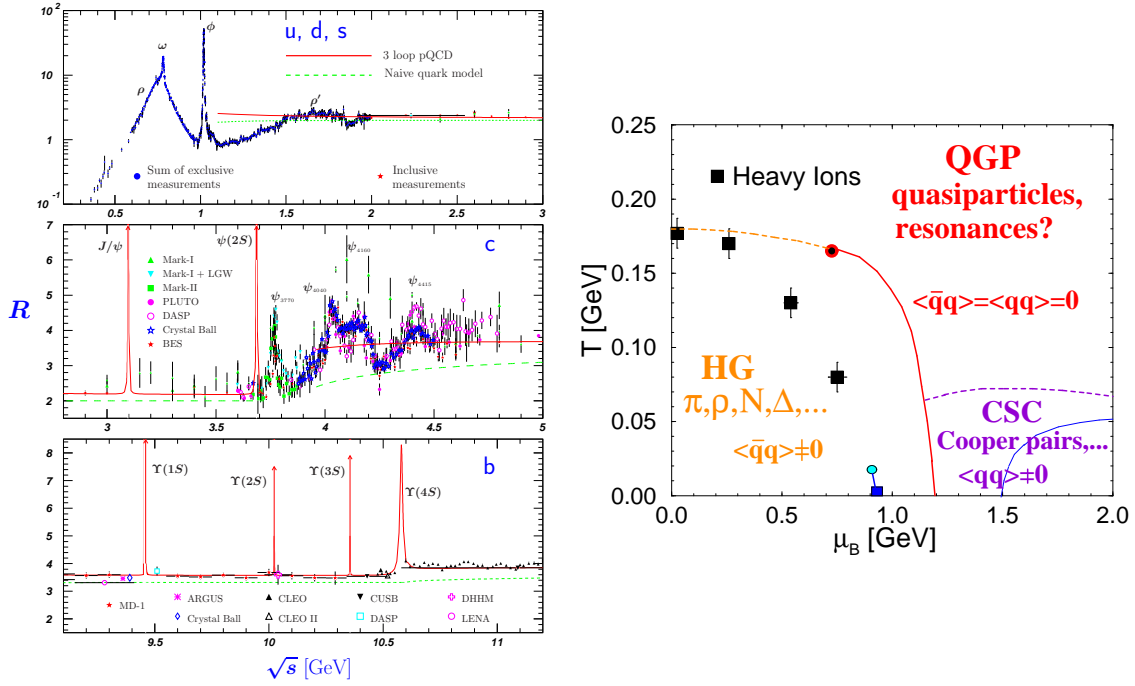 u, d, s
3 loop pQCD
Naive quark model
ρ
ω
ϕ
ρ′
Sum of exclusive
measurements
Inclusive
measurements
10²
10
1
10⁻¹
0.5 1 1.5 2 2.5 3
R
c
J/ψ
ψ(2S)
ψ₃₇₇₀
ψ₄₀₄₀
ψ₄₁₆₀
ψ₄₄₁₅
Mark-I
Mark-I + LGW
Mark-II
PLUTO
DASP
Crystal Ball
BES
7
6
5
4
3
2
3 3.5 4 4.5 5
b
ϒ(1S)
ϒ(2S)
ϒ(3S)
ϒ(4S)
MD-1
ARGUS
CLEO
CUSB
DHHM
Crystal Ball
CLEO II
DASP
LENA
8
7
6
5
4
3
2
9.5 10 10.5 11
√s [GeV]
QGP
quasiparticles,
resonances?
<q̄q>=<qq>=0
Heavy Ions
HG
π,ρ,N,Δ,...
<q̄q>≠0
CSC
Cooper pairs,...
<qq>≠0
T [GeV]
0.25
0.20
0.15
0.10
0.05
0.00
0.0 0.5 1.0 1.5 2.0
μB [GeV]